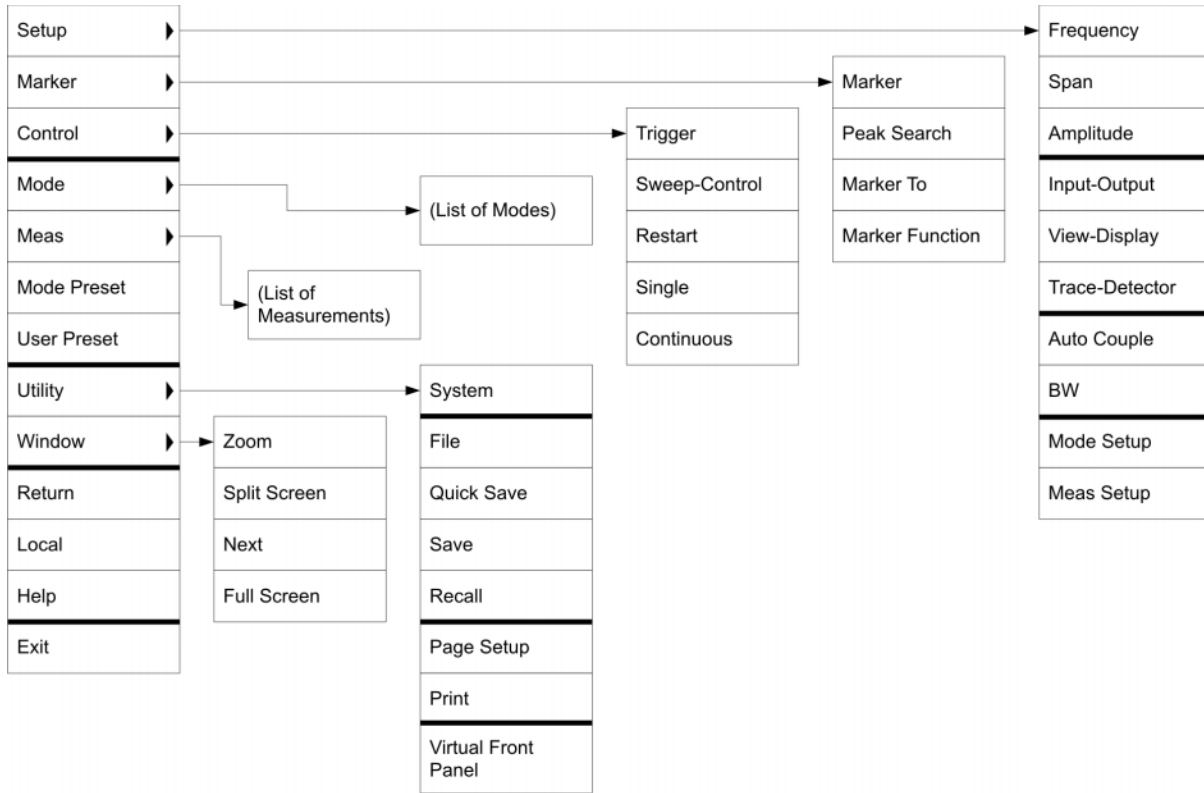 Setup
Marker
Control
Mode
Meas
Mode Preset
User Preset
Utility
Window
Return
Local
Help
Exit
(List of
Measurements)
Zoom
Split Screen
Next
Full Screen
(List of Modes)
System
File
Quick Save
Save
Recall
Page Setup
Print
Virtual Front
Panel
Trigger
Sweep-Control
Restart
Single
Continuous
Marker
Peak Search
Marker To
Marker Function
Frequency
Span
Amplitude
Input-Output
View-Display
Trace-Detector
Auto Couple
BW
Mode Setup
Meas Setup